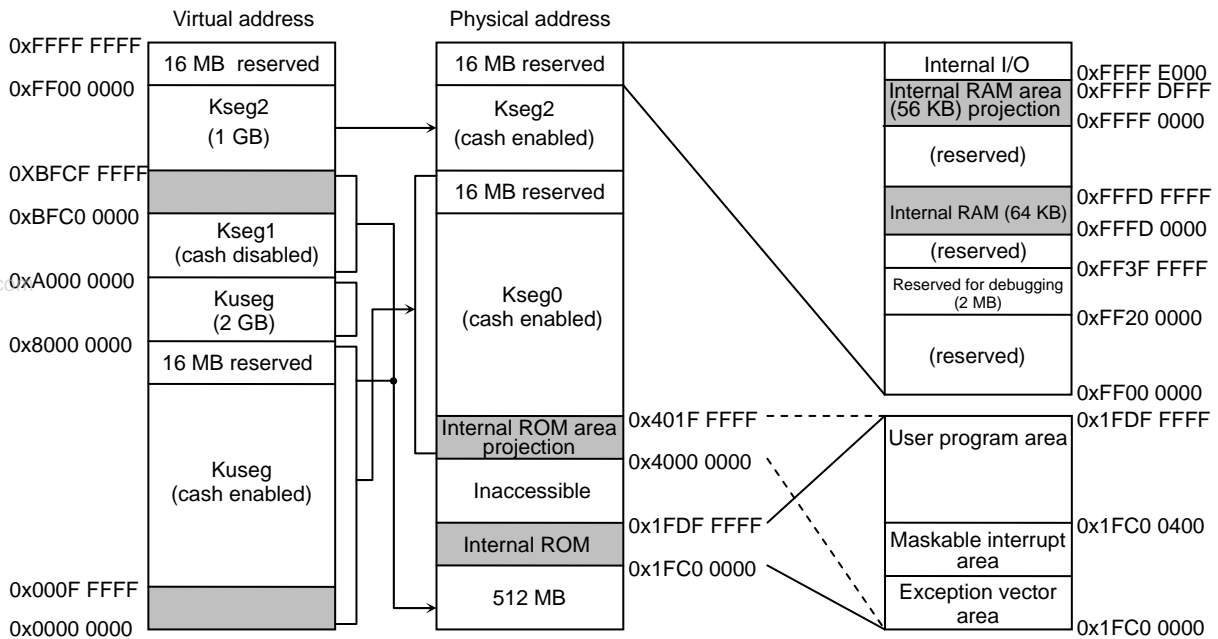 Virtual address
Physical address
0xFFFF FFFF
0xFF00 0000
0XBFCF FFFF
0xBFC0 0000
0xA000 0000
0x8000 0000
0x000F FFFF
0x0000 0000
16 MB reserved
Kseg2
(1 GB)
Kseg1
(cash disabled)
Kuseg
(2 GB)
16 MB reserved
Kuseg
(cash enabled)
16 MB reserved
Kseg2
(cash enabled)
16 MB reserved
Kseg0
(cash enabled)
Internal ROM area
projection
Inaccessible
Internal ROM
512 MB
0x401F FFFF
0x4000 0000
0x1FDF FFFF
0x1FC0 0000
Internal I/O
Internal RAM area
(56 KB) projection
(reserved)
Internal RAM (64 KB)
(reserved)
Reserved for debugging
(2 MB)
(reserved)
0xFFFF E000
0xFFFF DFFF
0xFFFF 0000
0xFFFD FFFF
0xFFFD 0000
0xFF3F FFFF
0xFF20 0000
0xFF00 0000
User program area
Maskable interrupt
area
Exception vector
area
0x1FDF FFFF
0x1FC0 0400
0x1FC0 0000